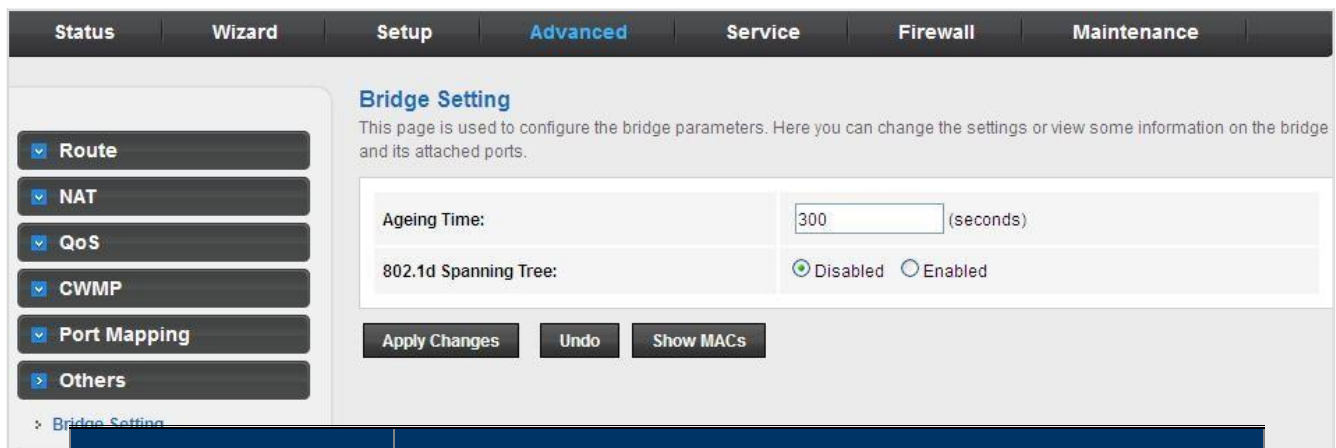 Status Wizard Setup Advanced Service Firewall Maintenance
Bridge Setting
This page is used to configure the bridge parameters. Here you can change the settings or view some information on the bridge
and its attached ports.
Route
NAT
QoS
CWMP
Port Mapping
Others
Bridge Setting
Ageing Time: 300 (seconds)
802.1d Spanning Tree: Disabled Enabled
Apply Changes Undo Show MACs